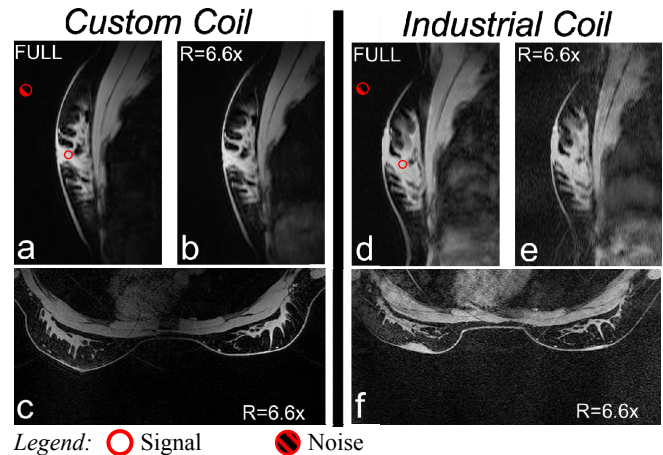 Custom Coil
Industrial Coil
FULL
R=6.6x
FULL
R=6.6x
a
b
d
e
c
R=6.6x
f
R=6.6x
Legend: Signal Noise